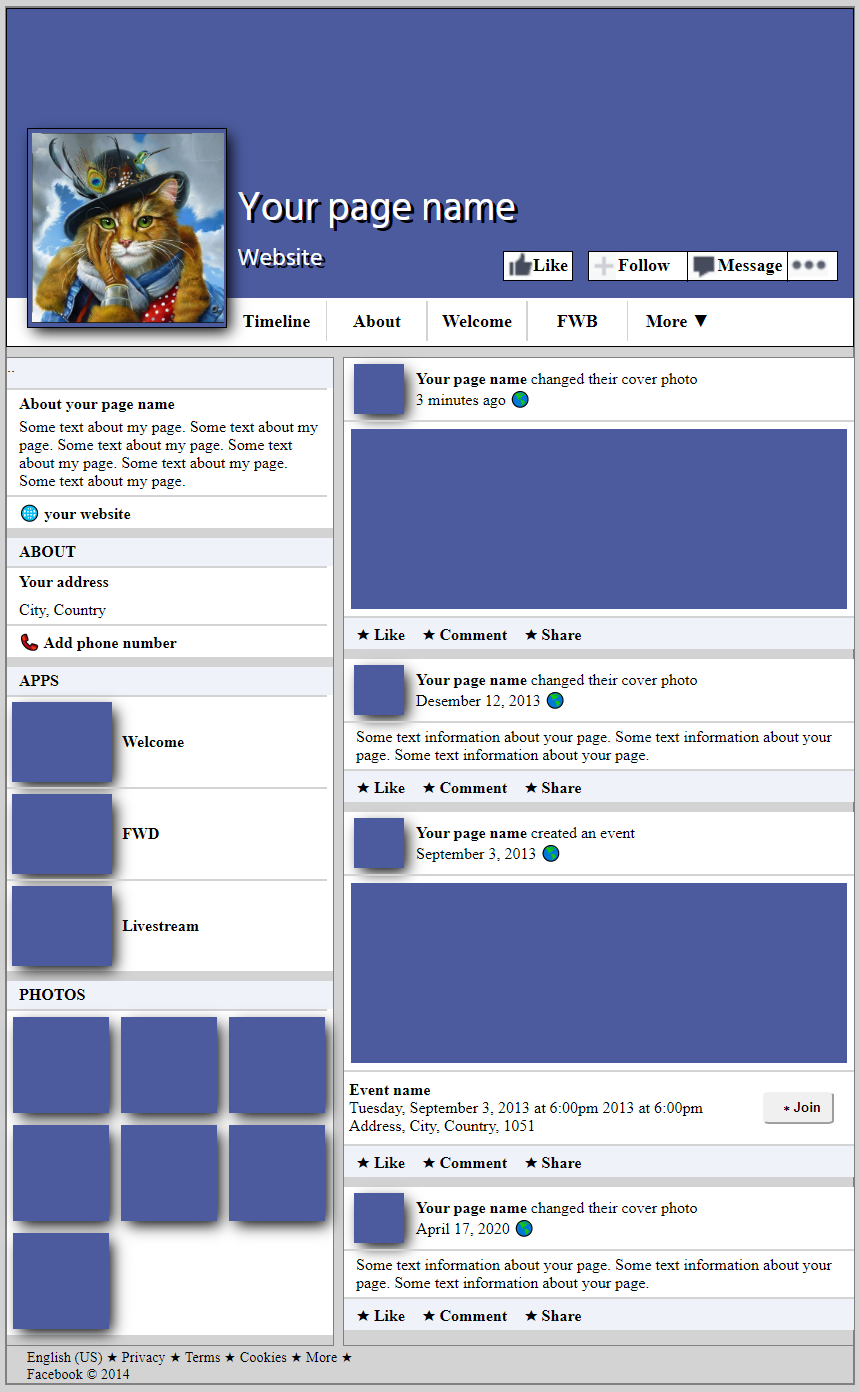 Your page name
Website
Like
Follow
Message
Timeline
About
Welcome
FWB
More ▼
..
About your page name
Some text about my page. Some text about my
page. Some text about my page. Some text
about my page. Some text about my page.
Some text about my page.
your website
ABOUT
Your address
City, Country
Add phone number
APPS
Welcome
FWD
Livestream
PHOTOS
Your page name changed their cover photo
3 minutes ago
★ Like ★ Comment ★ Share
Your page name changed their cover photo
Desember 12, 2013
Some text information about your page. Some text information about your
page. Some text information about your page.
★ Like ★ Comment ★ Share
Your page name created an event
September 3, 2013
Event name
Tuesday, September 3, 2013 at 6:00pm 2013 at 6:00pm
Address, City, Country, 1051
* Join
★ Like ★ Comment ★ Share
Your page name changed their cover photo
April 17, 2020
Some text information about your page. Some text information about your
page. Some text information about your page.
★ Like ★ Comment ★ Share
English (US) ★ Privacy ★ Terms ★ Cookies ★ More ★
Facebook © 2014